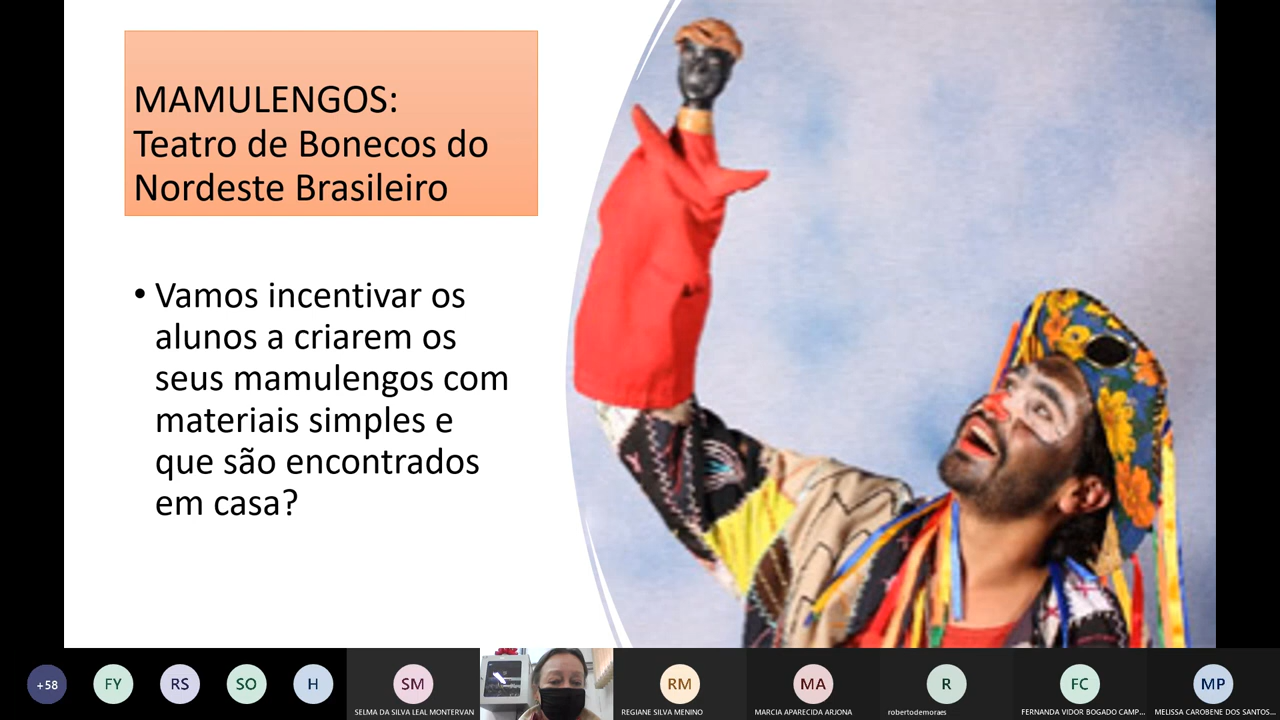 MAMULENGOS:
Teatro de Bonecos do
Nordeste Brasileiro
• Vamos incentivar os
alunos a criarem os
seus mamulengos com
materiais simples e
que são encontrados
em casa?
+58
FY
RS
SO
H
SM
SELMA DA SILVA LEAL MONTERVAN
RM
REGIANE SILVA MENINO
MA
MARCIA APARECIDA ARJONA
R
robertodemoraes
FC
FERNANDA VIDOR BOGADO CAMP...
MP
MELISSA CAROBENE DOS SANTOS...